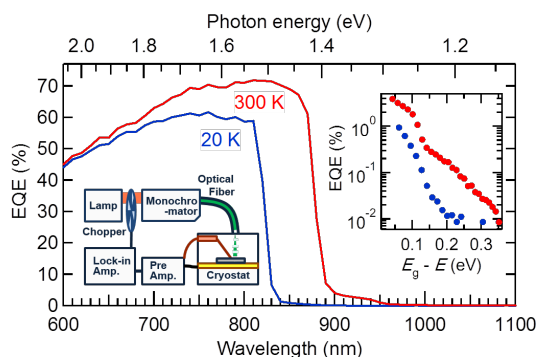 Photon energy (eV)
2.0 1.8 1.6 1.4 1.2
70
60
50
40
30
20
10
0
EQE (%)
300 K
20 K
Optical
Fiber
Lamp
Monochro
-mator
Chopper
Lock-in
Amp.
Pre
Amp.
Cryostat
EQE (%)
10^0
10^-1
10^-2
0.1 0.2 0.3
E_g - E (eV)
600 700 800 900 1000 1100
Wavelength (nm)